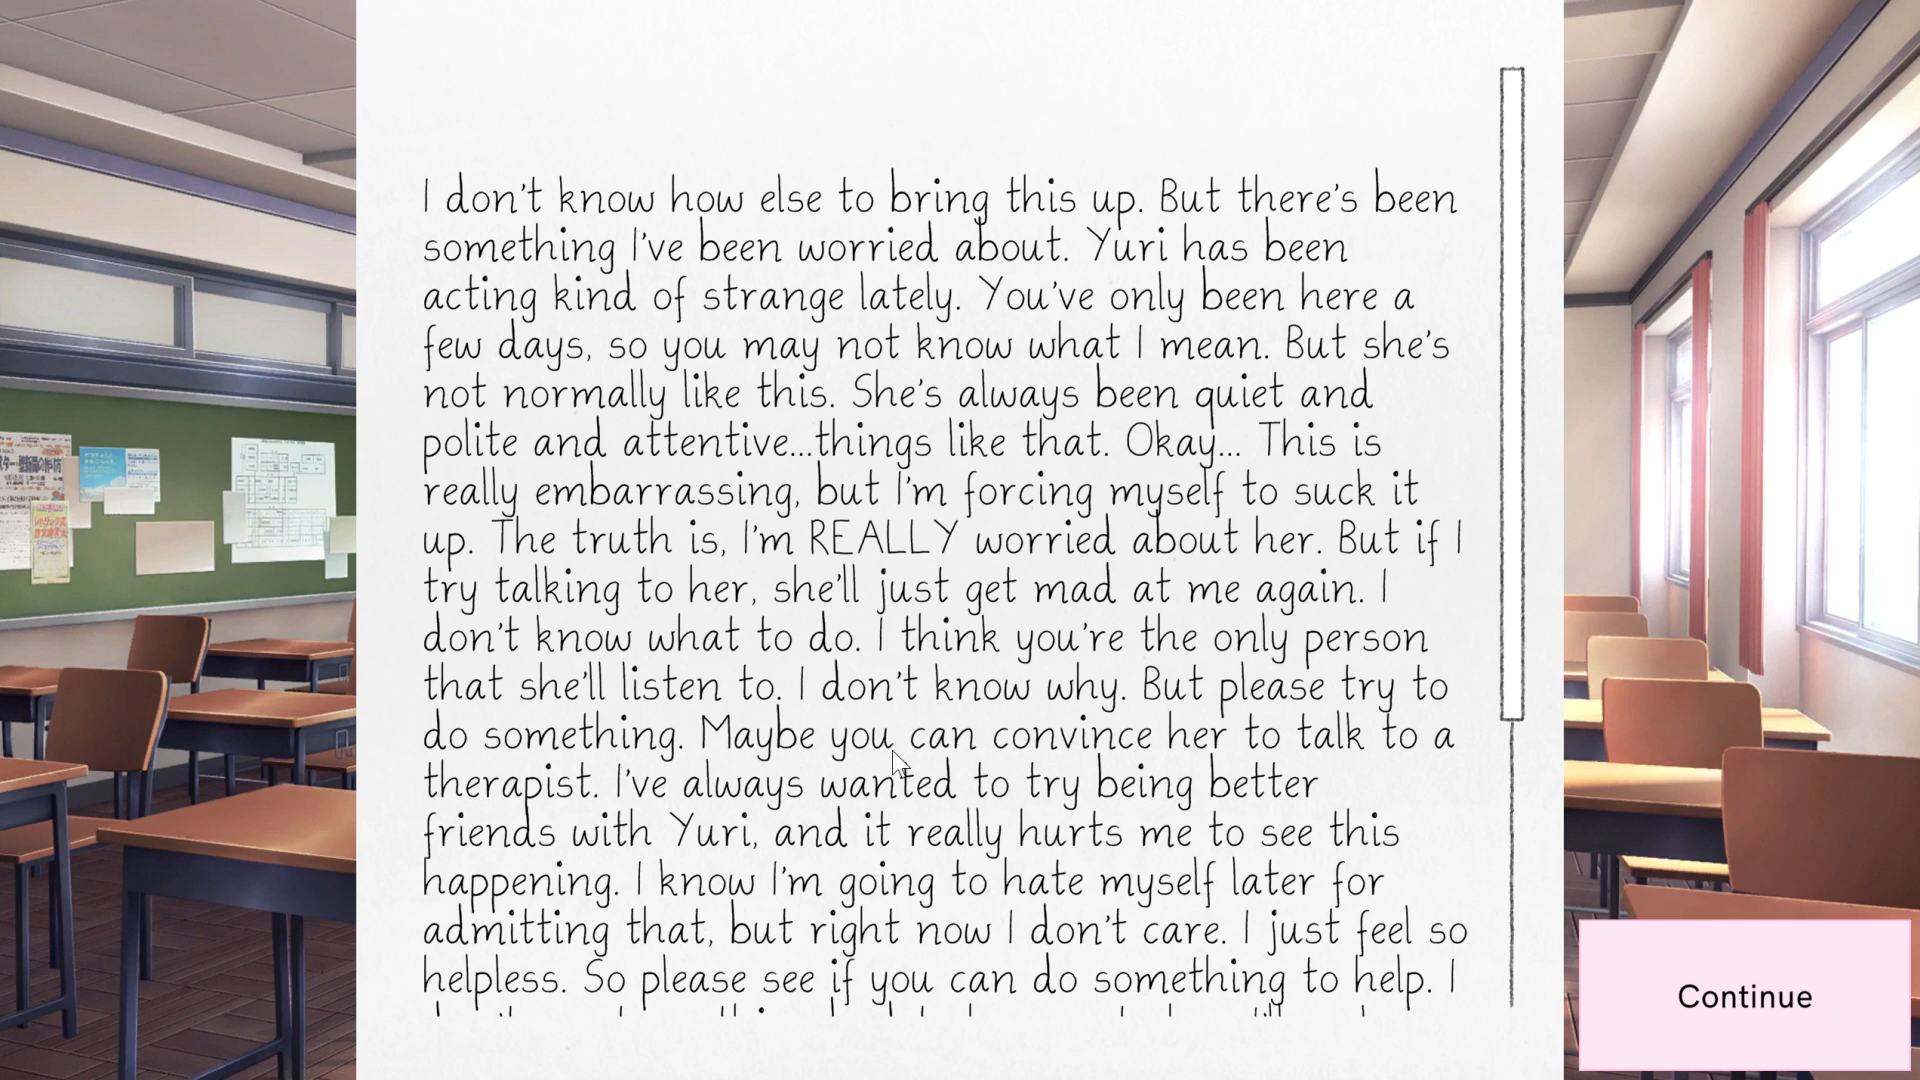 I don't know how else to bring this up. But there's been
something I've been worried about. Yuri has been
acting kind of strange lately. You've only been here a
few days, so you may not know what I mean. But she's
not normally like this. She's always been quiet and
polite and attentive...things like that. Okay... This is
really embarrassing, but I'm forcing myself to suck it
up. The truth is, I'm REALLY worried about her. But if I
try talking to her, she'll just get mad at me again. I
don't know what to do. I think you're the only person
that she'll listen to. I don't know why. But please try to
do something. Maybe you can convince her to talk to a
therapist. I've always wanted to try being better
friends with Yuri, and it really hurts me to see this
happening. I know I'm going to hate myself later for
admitting that, but right now I don't care. I just feel so
helpless. So please see if you can do something to help. I
Continue